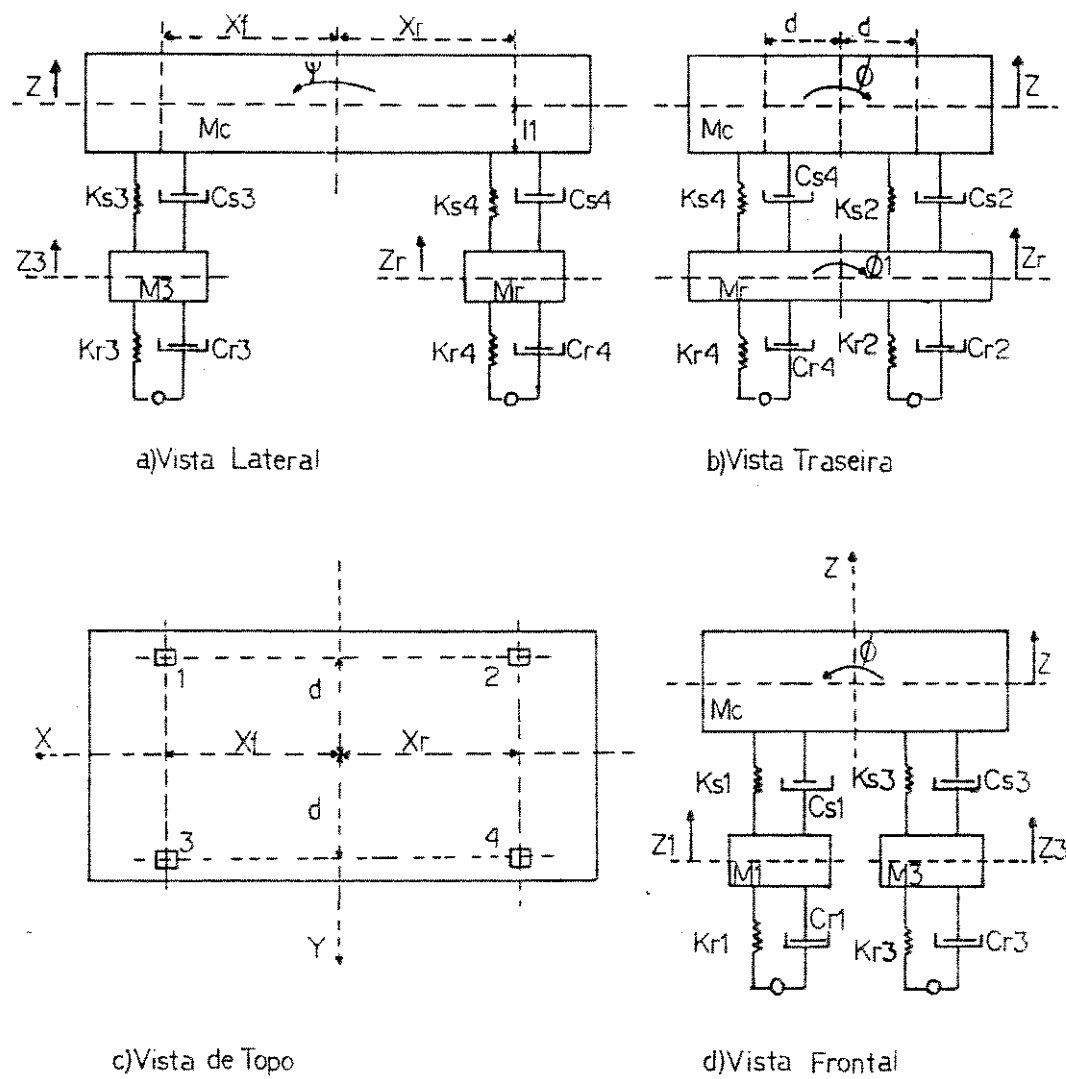 Xf Xr
Z Ψ
Mc l1
Ks3 Cs3 Ks4 Cs4
Z3 Zr
M3 Mr
Kr3 Cr3 Kr4 Cr4
a)Vista Lateral
d d
ϕ Z
Mc
Cs4
Ks4 Ks2 Cs2
Zr
ϕ1
Mr
Kr4 Kr2 Cr2
Cr4
b)Vista Traseira
1 2
d
X Xf Xr
d
3 4
Y
c)Vista de Topo
Z
ϕ Z
Mc
Ks1 Ks3 Cs3
Cs1
Z1 Z3
M1 M3
Cr1
Kr1 Kr3 Cr3
d)Vista Frontal